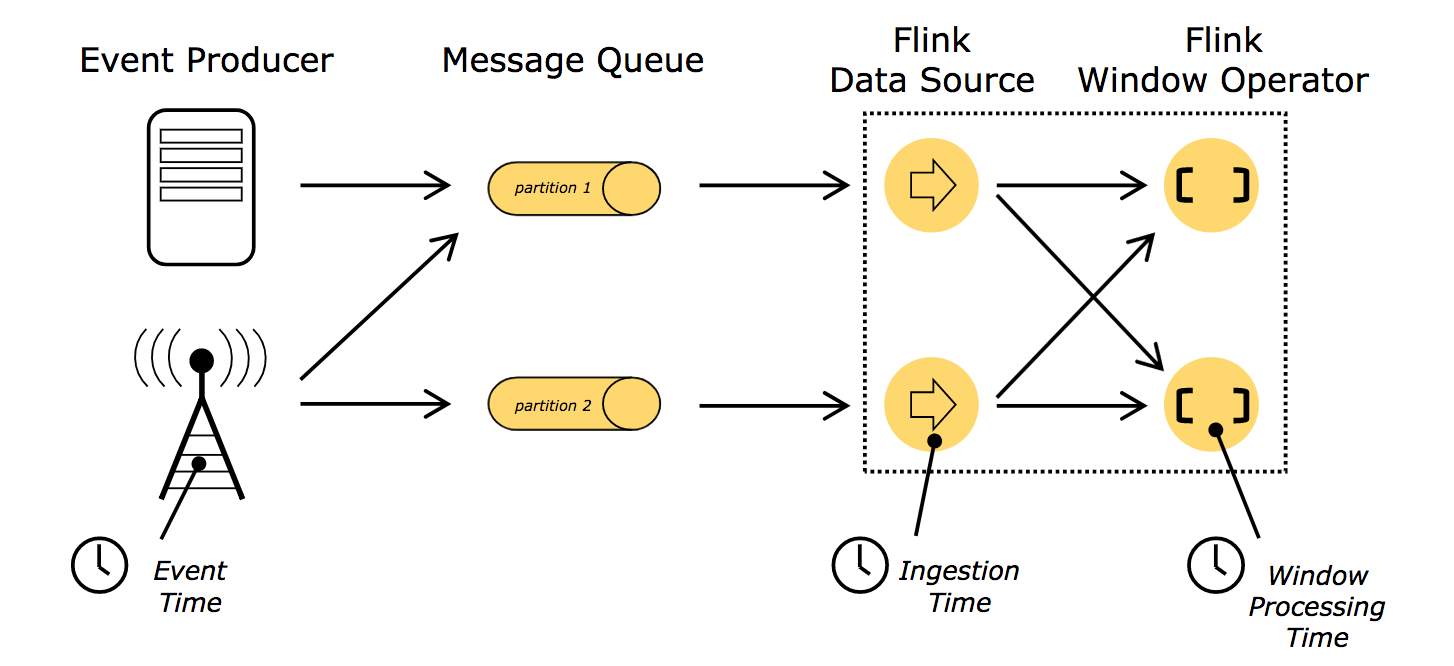 Event Producer
Message Queue
Flink
Data Source
Flink
Window Operator
partition 1
partition 2
Event
Time
Ingestion
Time
Window
Processing
Time